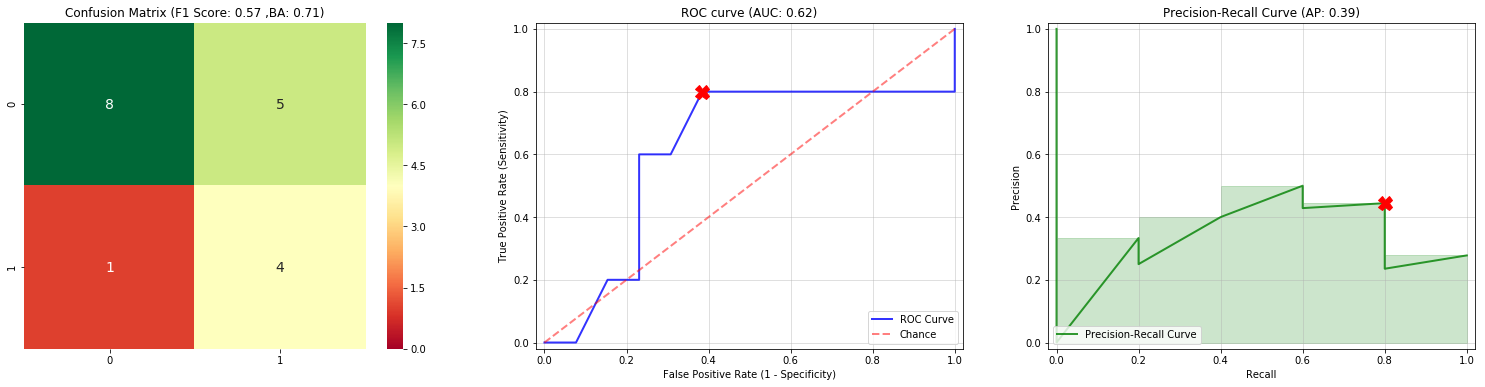 Confusion Matrix (F1 Score: 0.57 ,BA: 0.71)
0
1
8
5
1
4
0
1
7.5
6.0
4.5
3.0
1.5
0.0
ROC curve (AUC: 0.62)
True Positive Rate (Sensitivity)
1.0
0.8
0.6
0.4
0.2
0.0
ROC Curve
Chance
0.0 0.2 0.4 0.6 0.8 1.0
False Positive Rate (1 - Specificity)
Precision-Recall Curve (AP: 0.39)
Precision
1.0
0.8
0.6
0.4
0.2
0.0
Precision-Recall Curve
0.0 0.2 0.4 0.6 0.8 1.0
Recall